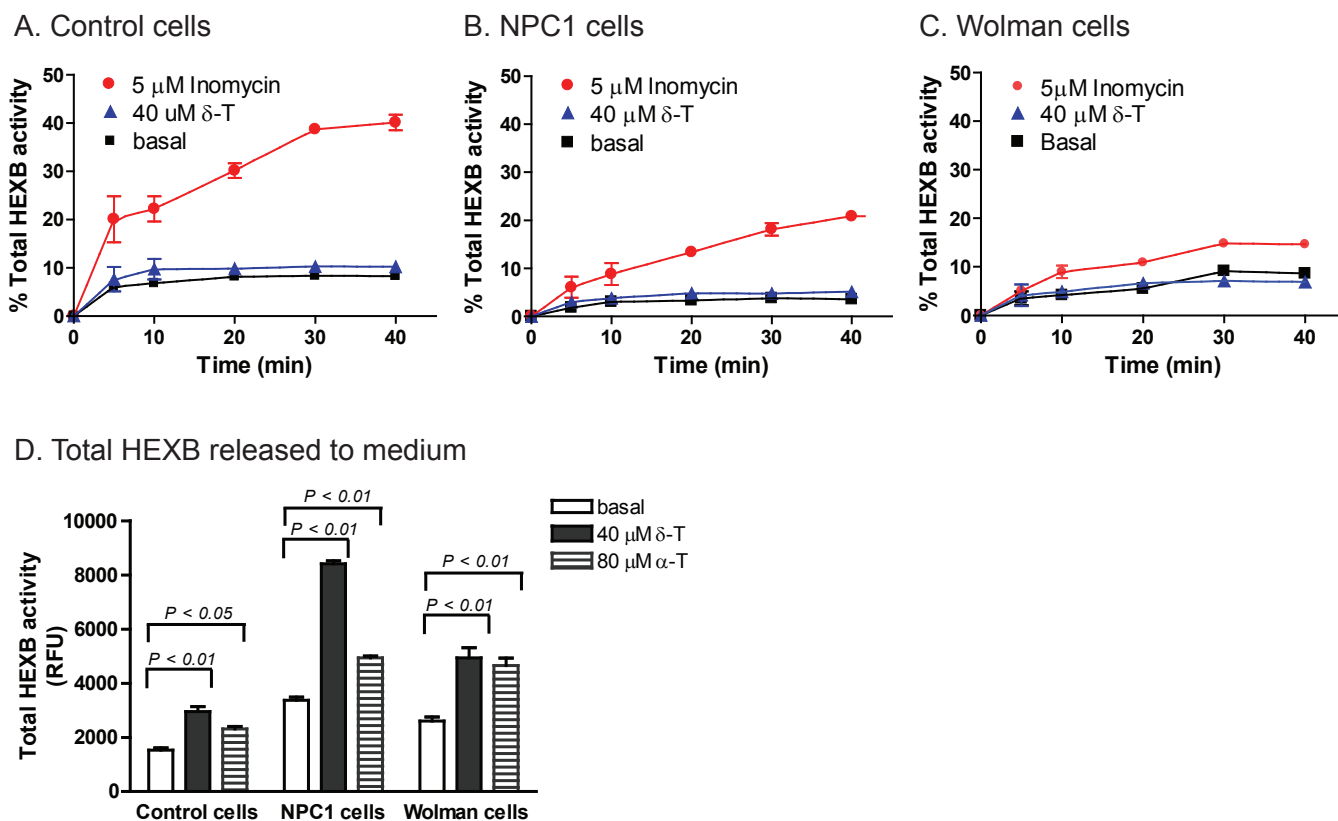 A. Control cells
50
40
30
20
10
0
% Total HEXB activity
5 μM Inomycin
40 uM δ-T
basal
0 10 20 30 40
Time (min)
B. NPC1 cells
50
40
30
20
10
0
% Total HEXB activity
5 μM Inomycin
40 μM δ-T
basal
0 10 20 30 40
Time (min)
C. Wolman cells
50
40
30
20
10
0
% Total HEXB activity
5μM Inomycin
40 μM δ-T
Basal
0 10 20 30 40
Time (min)
D. Total HEXB released to medium
10000
8000
6000
4000
2000
0
Total HEXB activity
(RFU)
P < 0.05
P < 0.01
P < 0.01
P < 0.01
P < 0.01
P < 0.01
basal
40 μM δ-T
80 μM α-T
Control cells NPC1 cells Wolman cells